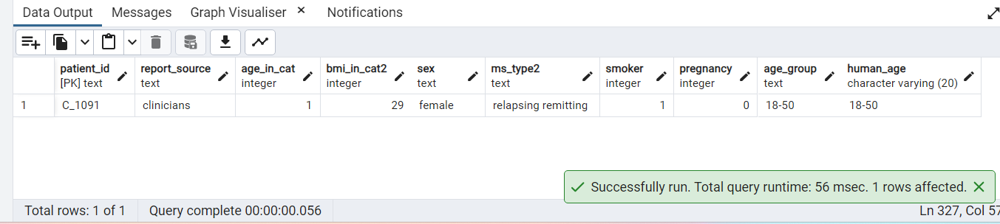 Data Output Messages Graph Visualiser × Notifications
patient_id report_source age_in_cat bmi_in_cat2 sex ms_type2 smoker pregnancy age_group human_age
[PK] text text integer integer text text integer integer text character varying (20)
1 C_1091 clinicians 1 29 female relapsing remitting 1 0 18-50 18-50
Successfully run. Total query runtime: 56 msec. 1 rows affected.
Total rows: 1 of 1 Query complete 00:00:00.056 Ln 327, Col 57